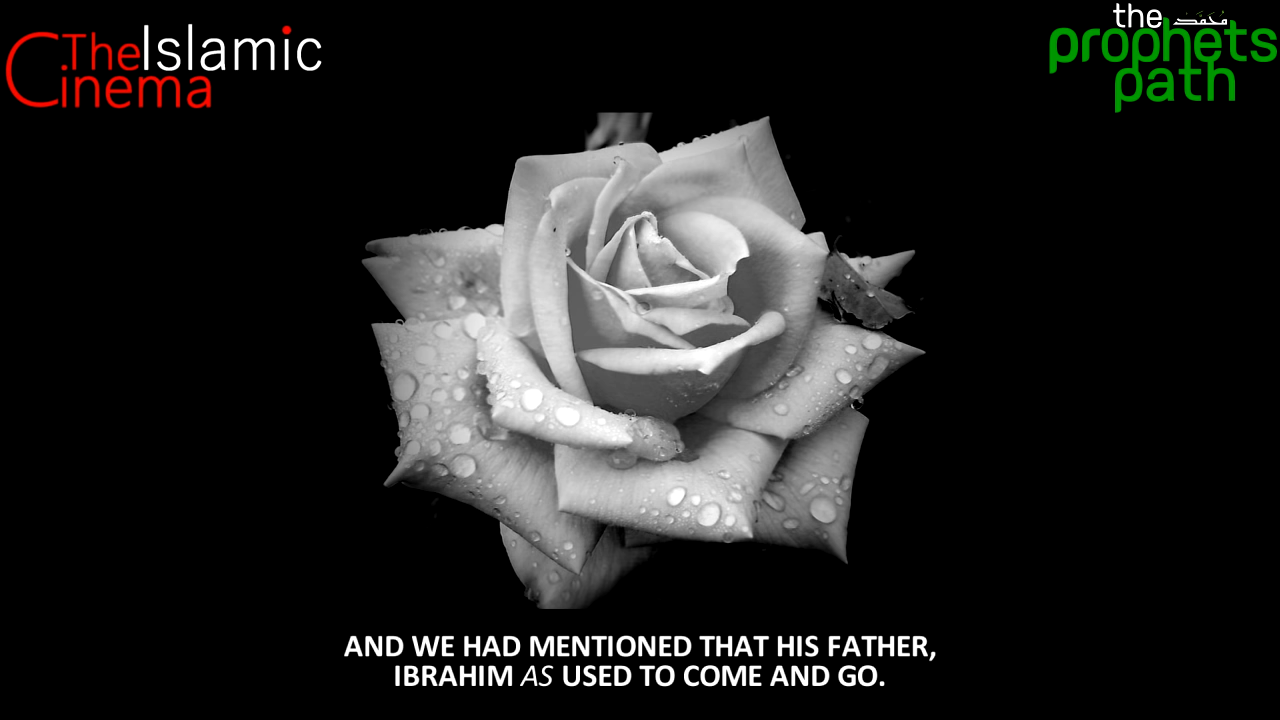 TheIslamic
Cinema
the محمد
prophets
path
AND WE HAD MENTIONED THAT HIS FATHER,
IBRAHIM AS USED TO COME AND GO.